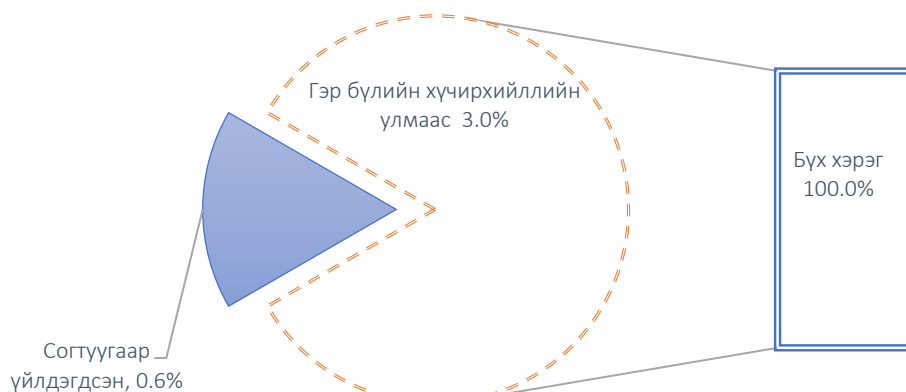 Гэр бүлийн хүчирхийллийн
улмаас 3.0%
Бүх хэрэг
100.0%
Согтуугаар
үйлдэгдсэн, 0.6%